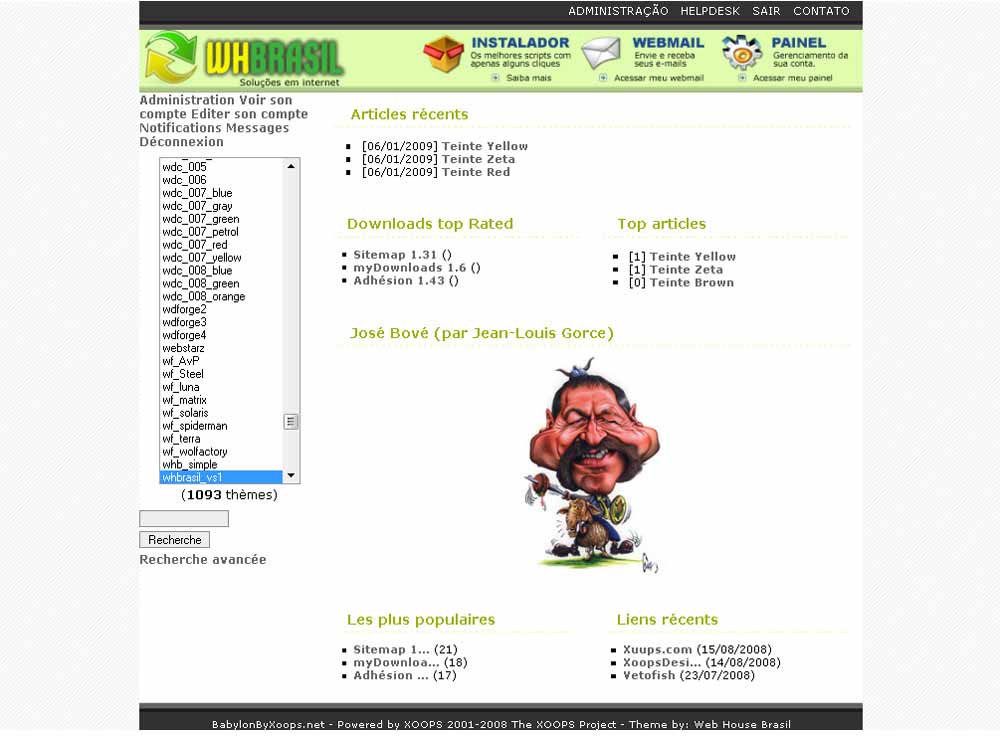 ADMINISTRAÇÃO HELPDESK SAIR CONTATO
WHBRASIL
Soluções em Internet
INSTALADOR
Os melhores scripts com
apenas alguns cliques
Saiba mais
WEBMAIL
Envie e receba
seus e-mails
Acessar meu webmail
PAINEL
Gerenciamento da
sua conta.
Acessar meu painel
Administration Voir son
compte Editer son compte
Notifications Messages
Déconnexion
wdc_005
wdc_006
wdc_007_blue
wdc_007_gray
wdc_007_green
wdc_007_petrol
wdc_007_red
wdc_007_yellow
wdc_008_blue
wdc_008_green
wdc_008_orange
wdforge2
wdforge3
wdforge4
webstarz
wf_AvP
wf_Steel
wf_luna
wf_matrix
wf_solaris
wf_spiderman
wf_terra
wf_wolfactory
whb_simple
whbrasil_vs1
(1093 thèmes)
Recherche
Recherche avancée
Articles récents
[06/01/2009] Teinte Yellow
[06/01/2009] Teinte Zeta
[06/01/2009] Teinte Red
Downloads top Rated
Sitemap 1.31 ()
myDownloads 1.6 ()
Adhésion 1.43 ()
Top articles
[1] Teinte Yellow
[1] Teinte Zeta
[0] Teinte Brown
José Bové (par Jean-Louis Gorce)
Les plus populaires
Sitemap 1... (21)
myDownloa... (18)
Adhésion ... (17)
Liens récents
Xuups.com (15/08/2008)
XoopsDesi... (14/08/2008)
Vetofish (23/07/2008)
BabylonByXoops.net - Powered by XOOPS 2001-2008 The XOOPS Project - Theme by: Web House Brasil